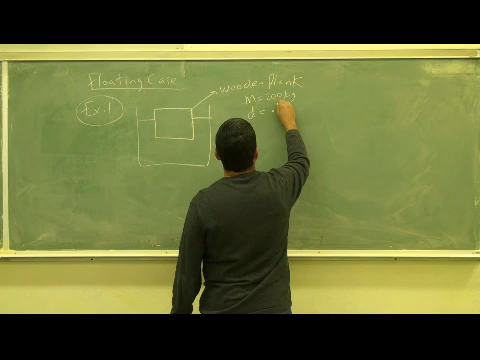 Floating Case
Ex.1
wooden Plank
M = 200 kg
d = .